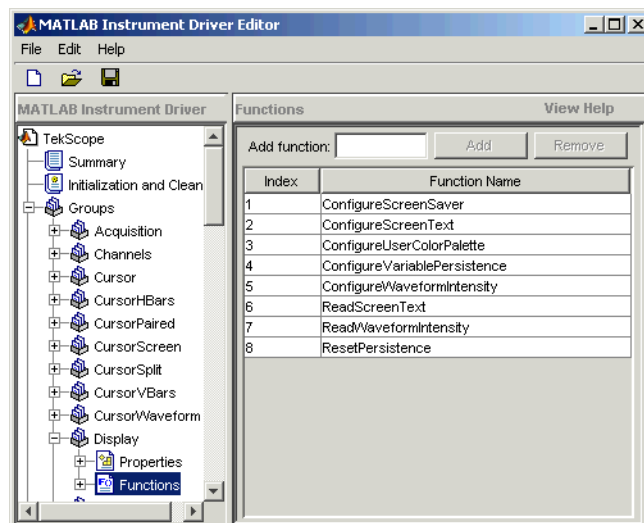 MATLAB Instrument Driver Editor
File Edit Help
MATLAB Instrument Driver
TekScope
Summary
Initialization and Clean
Groups
Acquisition
Channels
Cursor
CursorHBars
CursorPaired
CursorScreen
CursorSplit
CursorVBars
CursorWaveform
Display
Properties
Functions
Functions View Help
Add function: Add Remove
Index Function Name
1 ConfigureScreenSaver
2 ConfigureScreenText
3 ConfigureUserColorPalette
4 ConfigureVariablePersistence
5 ConfigureWaveformIntensity
6 ReadScreenText
7 ReadWaveformIntensity
8 ResetPersistence